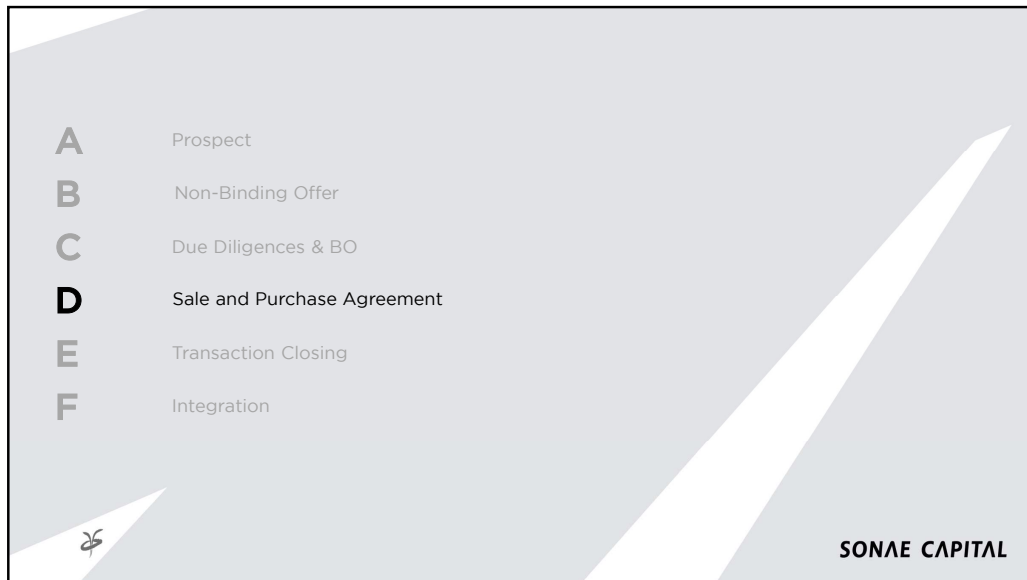 A Prospect
B Non-Binding Offer
C Due Diligences & BO
D Sale and Purchase Agreement
E Transaction Closing
F Integration
SONAE CAPITAL